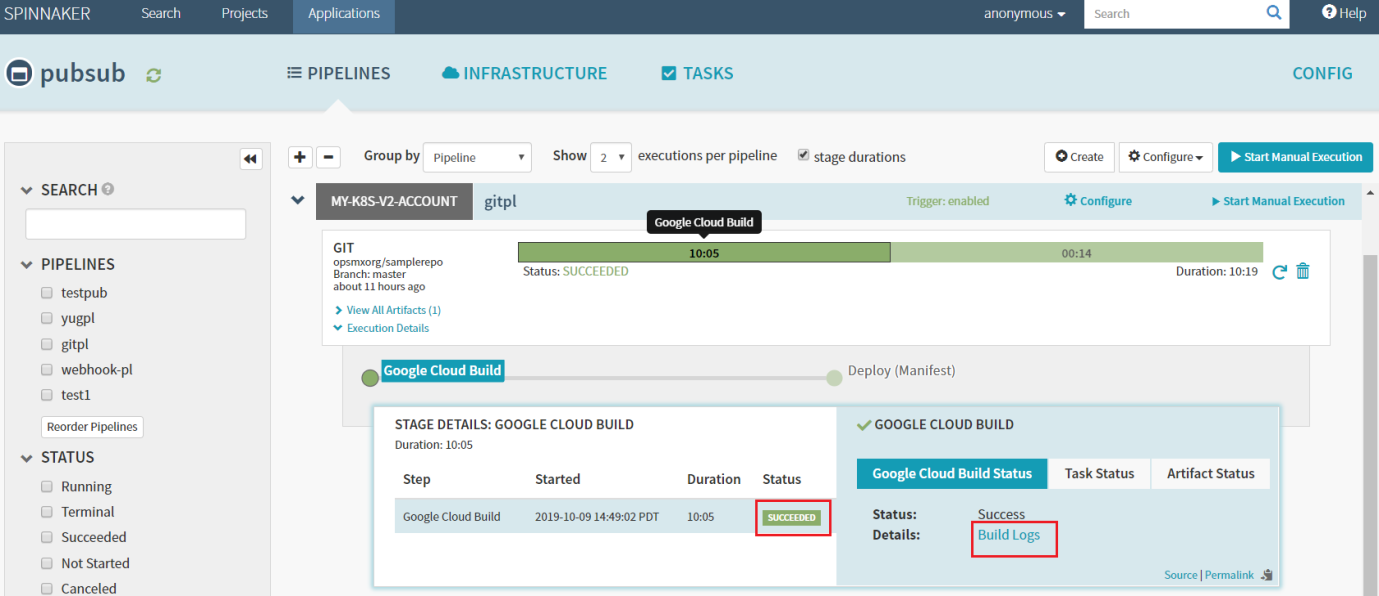 SPINNAKER Search Projects Applications anonymous Search Help
pubsub PIPELINES INFRASTRUCTURE TASKS CONFIG
Group by Pipeline Show 2 executions per pipeline stage durations Create Configure Start Manual Execution
SEARCH
MY-K8S-V2-ACCOUNT gitpl Trigger: enabled Configure Start Manual Execution
Google Cloud Build
GIT
opsmxorg/samplerepo
Branch: master
about 11 hours ago
10:05 00:14
Status: SUCCEEDED Duration: 10:19
View All Artifacts (1)
Execution Details
PIPELINES
testpub
yugpl
gitpl
webhook-pl
test1
Reorder Pipelines
STATUS
Running
Terminal
Succeeded
Not Started
Canceled
Google Cloud Build Deploy (Manifest)
STAGE DETAILS: GOOGLE CLOUD BUILD
Duration: 10:05
Step Started Duration Status
Google Cloud Build 2019-10-09 14:49:02 PDT 10:05 SUCCEEDED
GOOGLE CLOUD BUILD
Google Cloud Build Status Task Status Artifact Status
Status: Success
Details: Build Logs
Source | Permalink